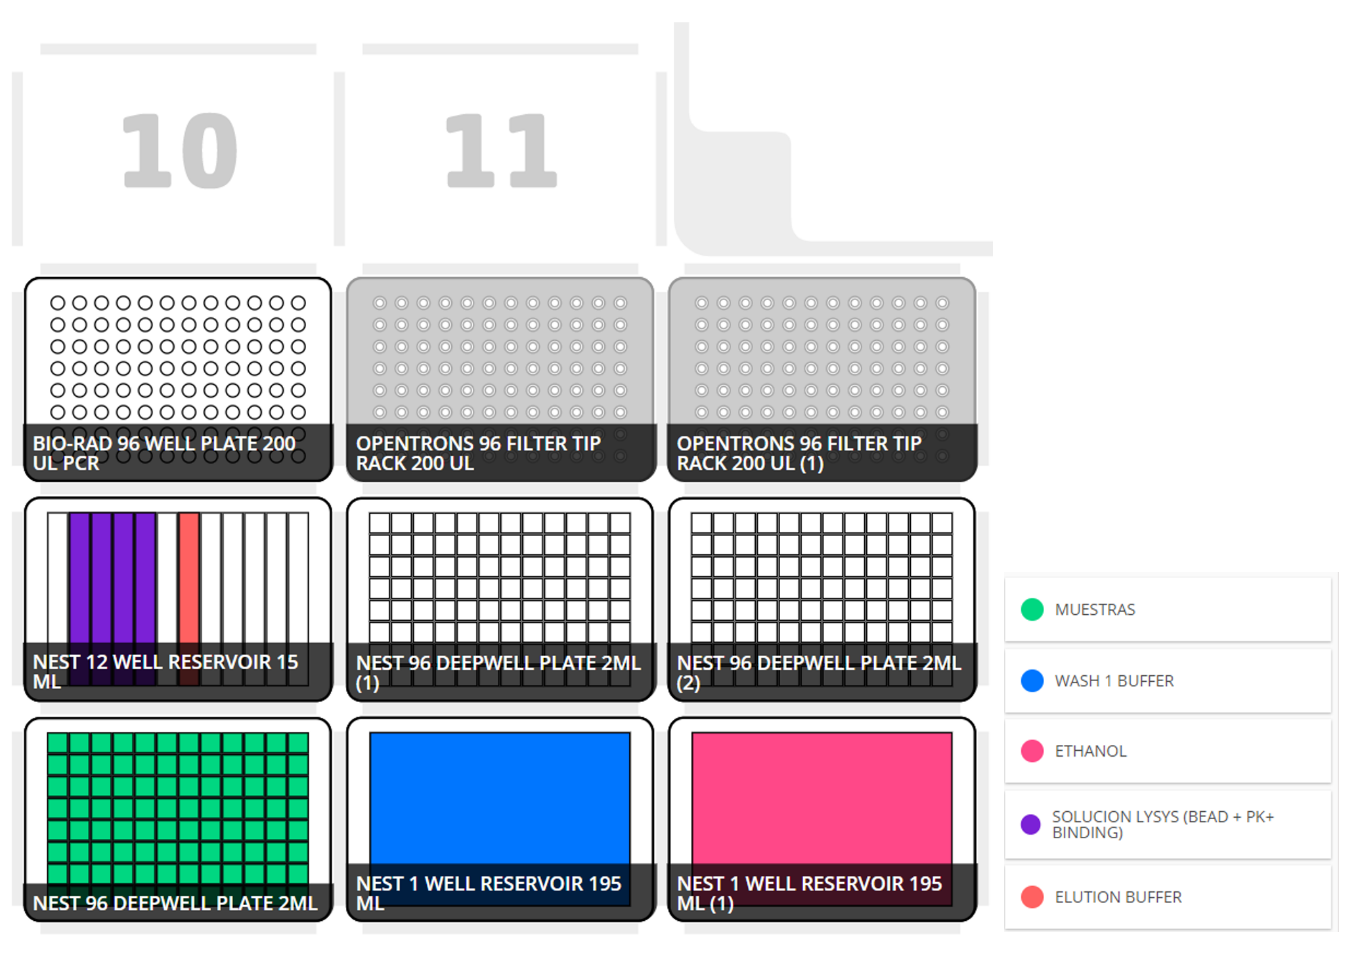 10
11
BIO-RAD 96 WELL PLATE 200
UL PCR
OPENTRONS 96 FILTER TIP
RACK 200 UL
OPENTRONS 96 FILTER TIP
RACK 200 UL (1)
NEST 12 WELL RESERVOIR 15
ML
NEST 96 DEEPWELL PLATE 2ML
(1)
NEST 96 DEEPWELL PLATE 2ML
(2)
NEST 96 DEEPWELL PLATE 2ML
NEST 1 WELL RESERVOIR 195
ML
NEST 1 WELL RESERVOIR 195
ML (1)
MUESTRAS
WASH 1 BUFFER
ETHANOL
SOLUCION LYSYS (BEAD + PK+
BINDING)
ELUTION BUFFER